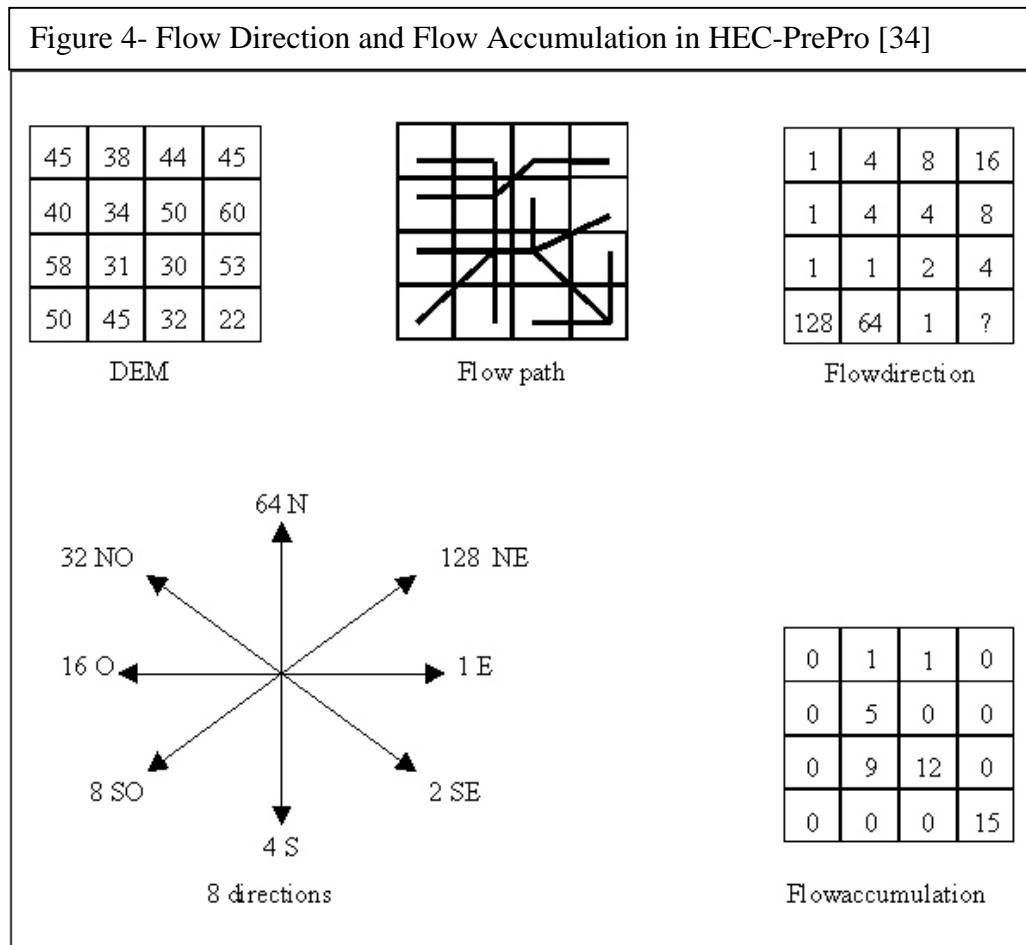 Figure 4- Flow Direction and Flow Accumulation in HEC-PrePro [34]
45 38 44 45
40 34 50 60
58 31 30 53
50 45 32 22
DEM
Flow path
1 4 8 16
1 4 4 8
1 1 2 4
128 64 1 ?
Flowdirection
64 N
32 NO
128 NE
16 O
1 E
8 SO
2 SE
4 S
8 directions
0 1 1 0
0 5 0 0
0 9 12 0
0 0 0 15
Flowaccumulation